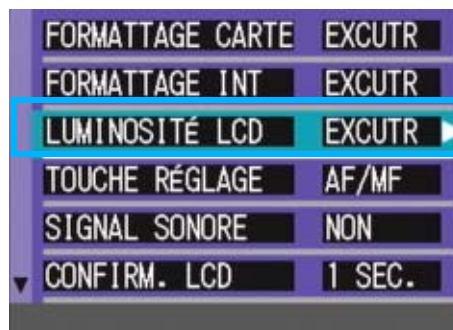 FORMATTAGE CARTE EXCUTR
FORMATTAGE INT EXCUTR
LUMINOSITÉ LCD EXCUTR
TOUCHE RÉGLAGE AF/MF
SIGNAL SONORE NON
CONFIRM. LCD 1 SEC.